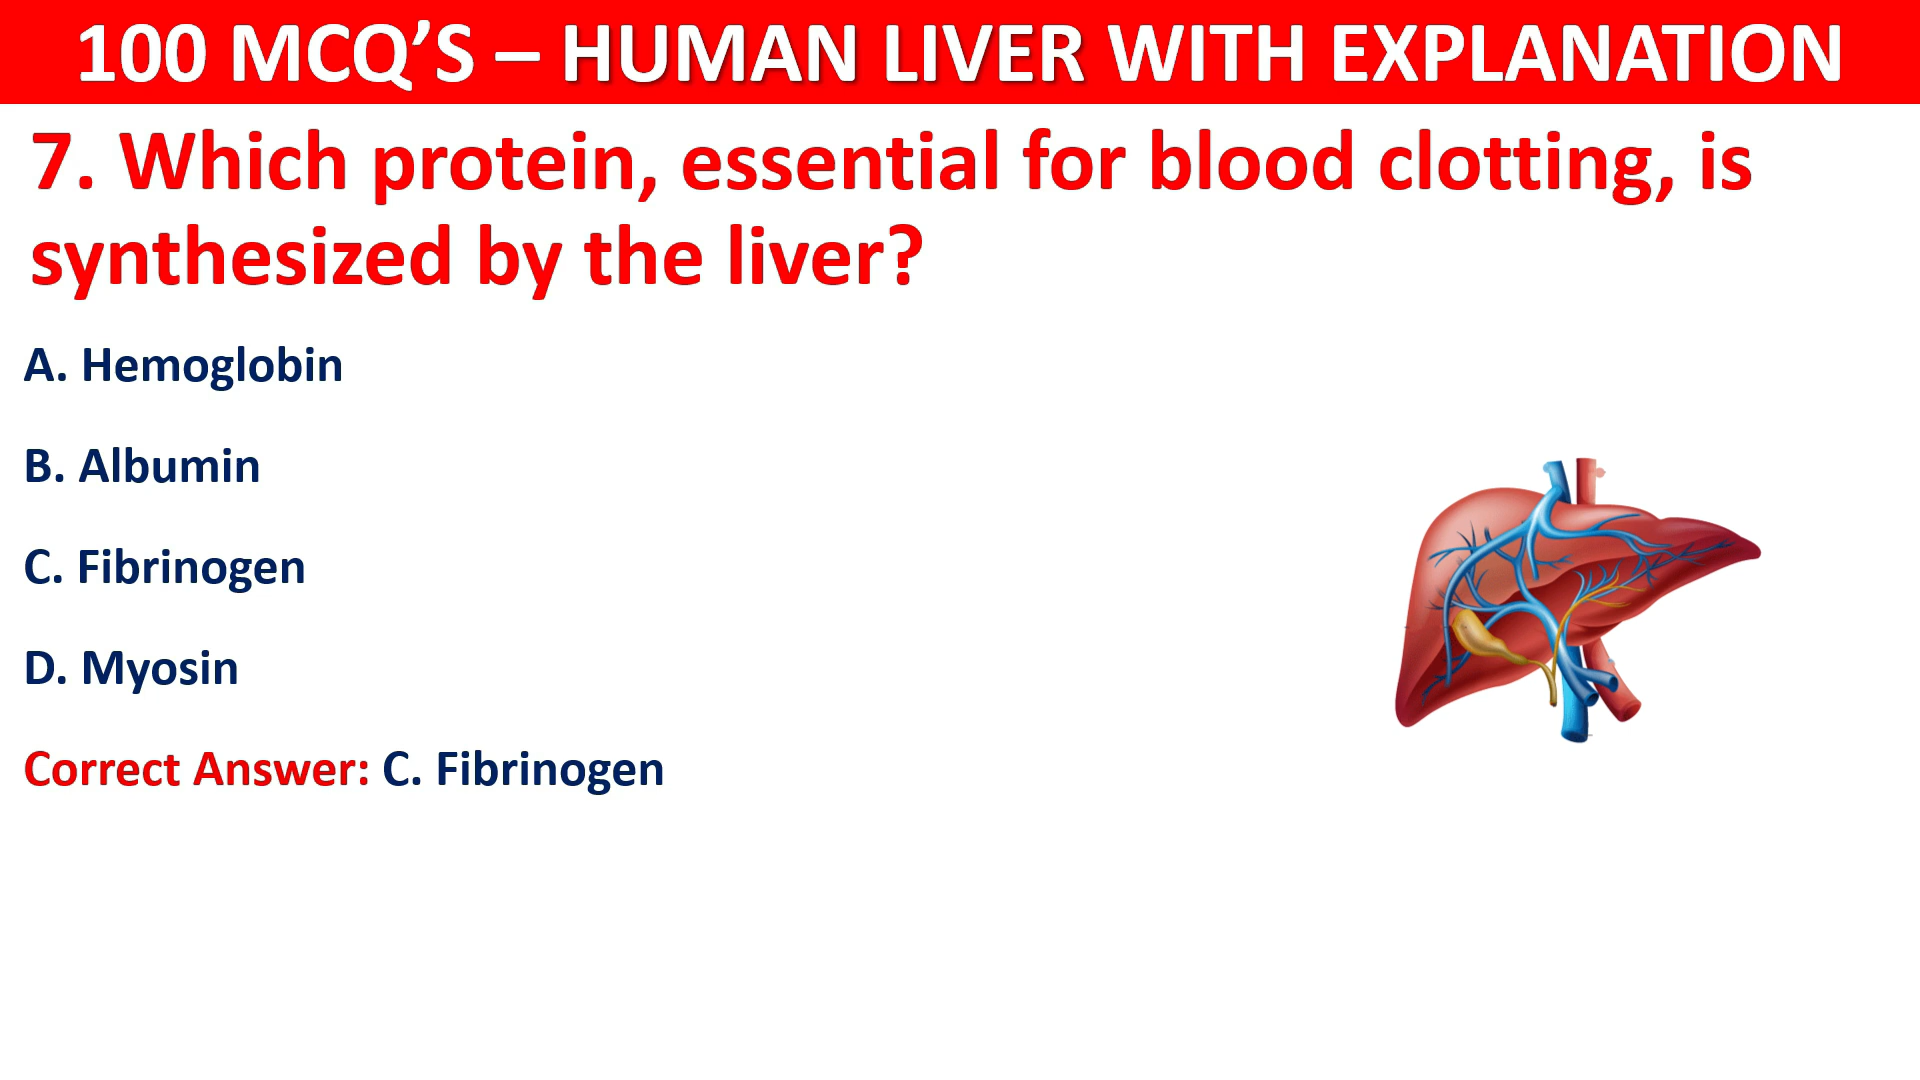 100 MCQ’S – HUMAN LIVER WITH EXPLANATION
7. Which protein, essential for blood clotting, is
synthesized by the liver?
A. Hemoglobin
B. Albumin
C. Fibrinogen
D. Myosin
Correct Answer: C. Fibrinogen